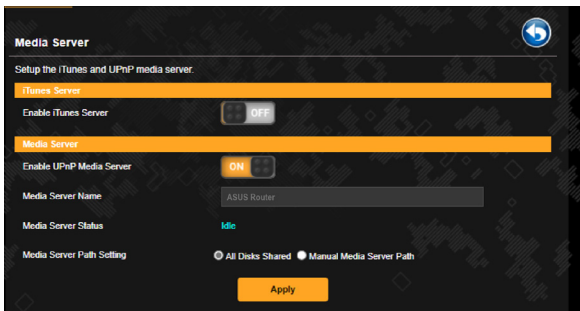 Media Server
Setup the iTunes and UPnP media server.
iTunes Server
Enable iTunes Server
OFF
Media Server
Enable UPnP Media Server
ON
Media Server Name
ASUS Router
Media Server Status
Idle
Media Server Path Setting
All Disks Shared Manual Media Server Path
Apply